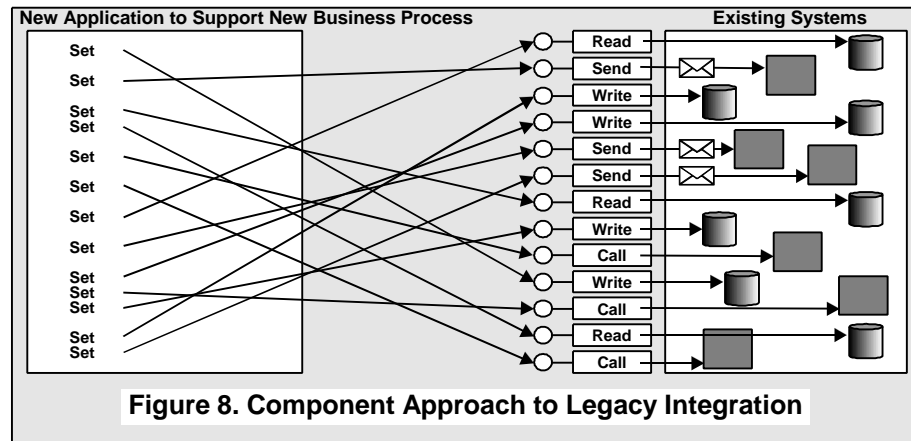 New Application to Support New Business Process
Existing Systems
Set
Set
Set
Set
Set
Set
Set
Set
Set
Set
Set
Set
Set
Read
Send
Write
Write
Send
Send
Read
Write
Call
Write
Call
Read
Call
Figure 8. Component Approach to Legacy Integration